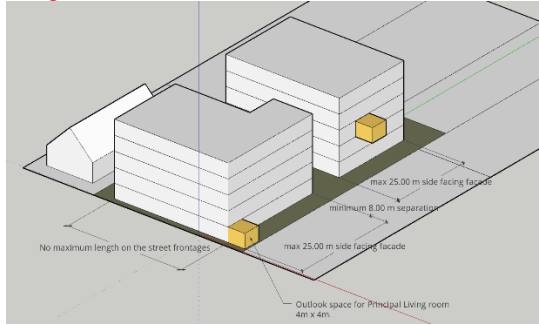 max 25.00 m side facing facade
minimum 8.00 m separation
No maximum length on the street frontages
max 25.00 m side facing facade
Outlook space for Principal Living room
4m x 4m